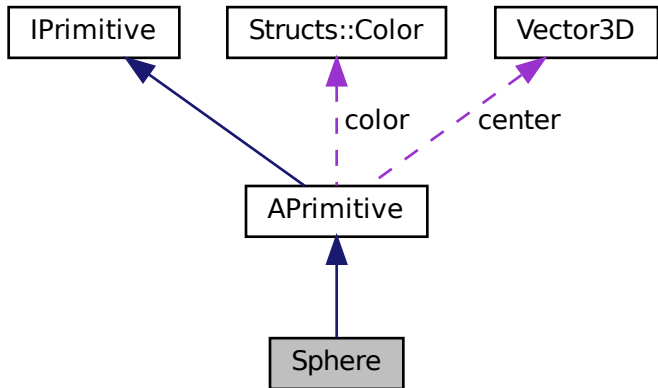 IPrimitive
Structs::Color
Vector3D
color
center
APrimitive
Sphere